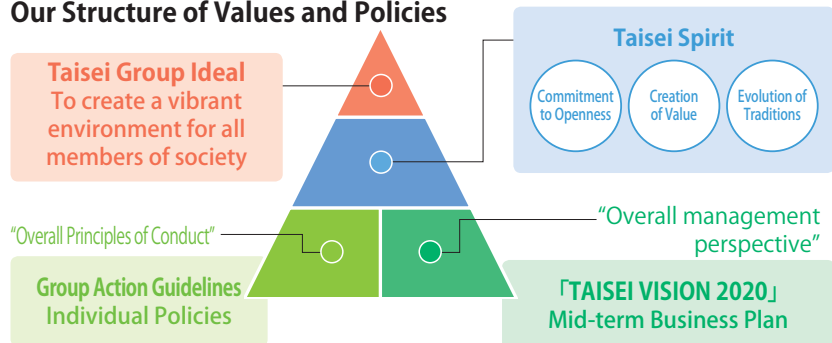 Our Structure of Values and Policies
Taisei Group Ideal
To create a vibrant
environment for all
members of society
Taisei Spirit
Commitment
to Openness
Creation
of Value
Evolution of
Traditions
“Overall Principles of Conduct”
Group Action Guidelines
Individual Policies
“Overall management
perspective”
「TAISEI VISION 2020」
Mid-term Business Plan